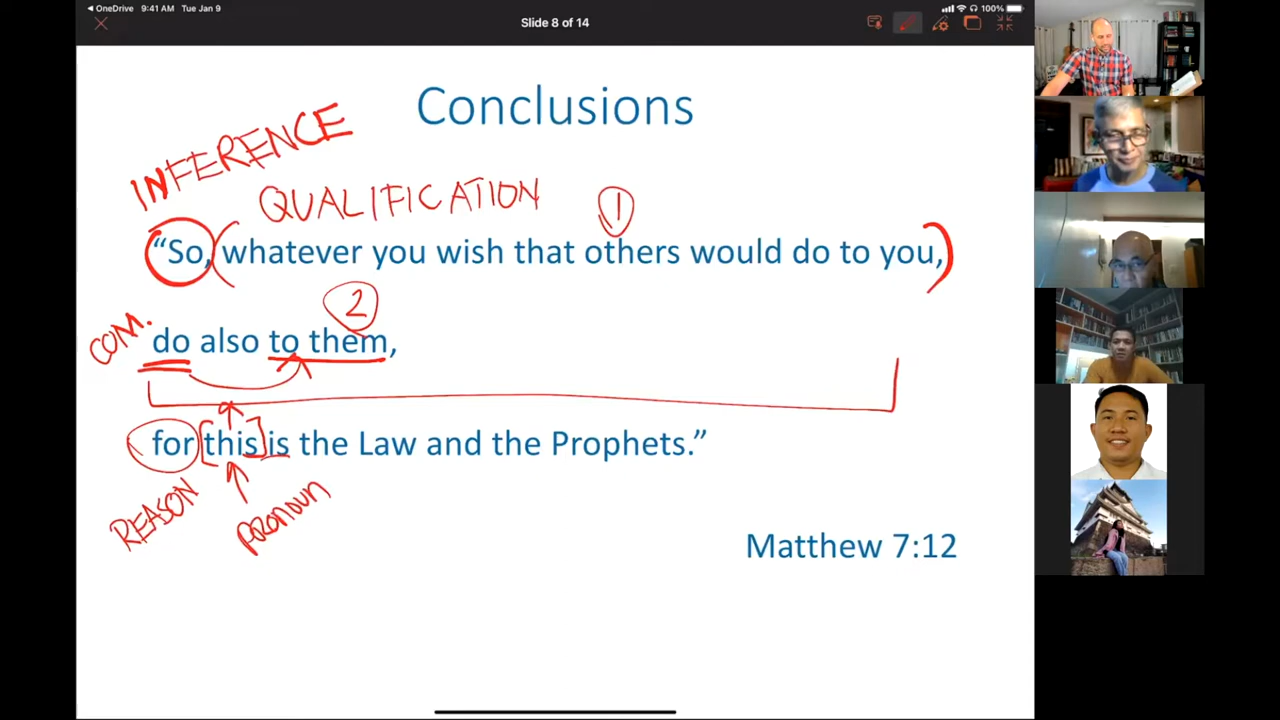 OneDrive 9:41 AM Tue Jan 9
100%
Slide 8 of 14
Conclusions
INFERENCE
QUALIFICATION
1
“So, whatever you wish that others would do to you,
2
COM.
do also to them,
for this is the Law and the Prophets.”
REASON
pronoun
Matthew 7:12